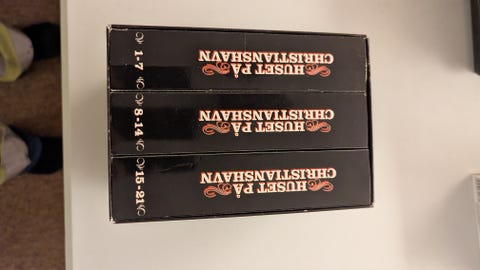 HUSET PÅ
CHRISTIANSHAVN
1-7
HUSET PÅ
CHRISTIANSHAVN
8-14
HUSET PÅ
CHRISTIANSHAVN
15-21